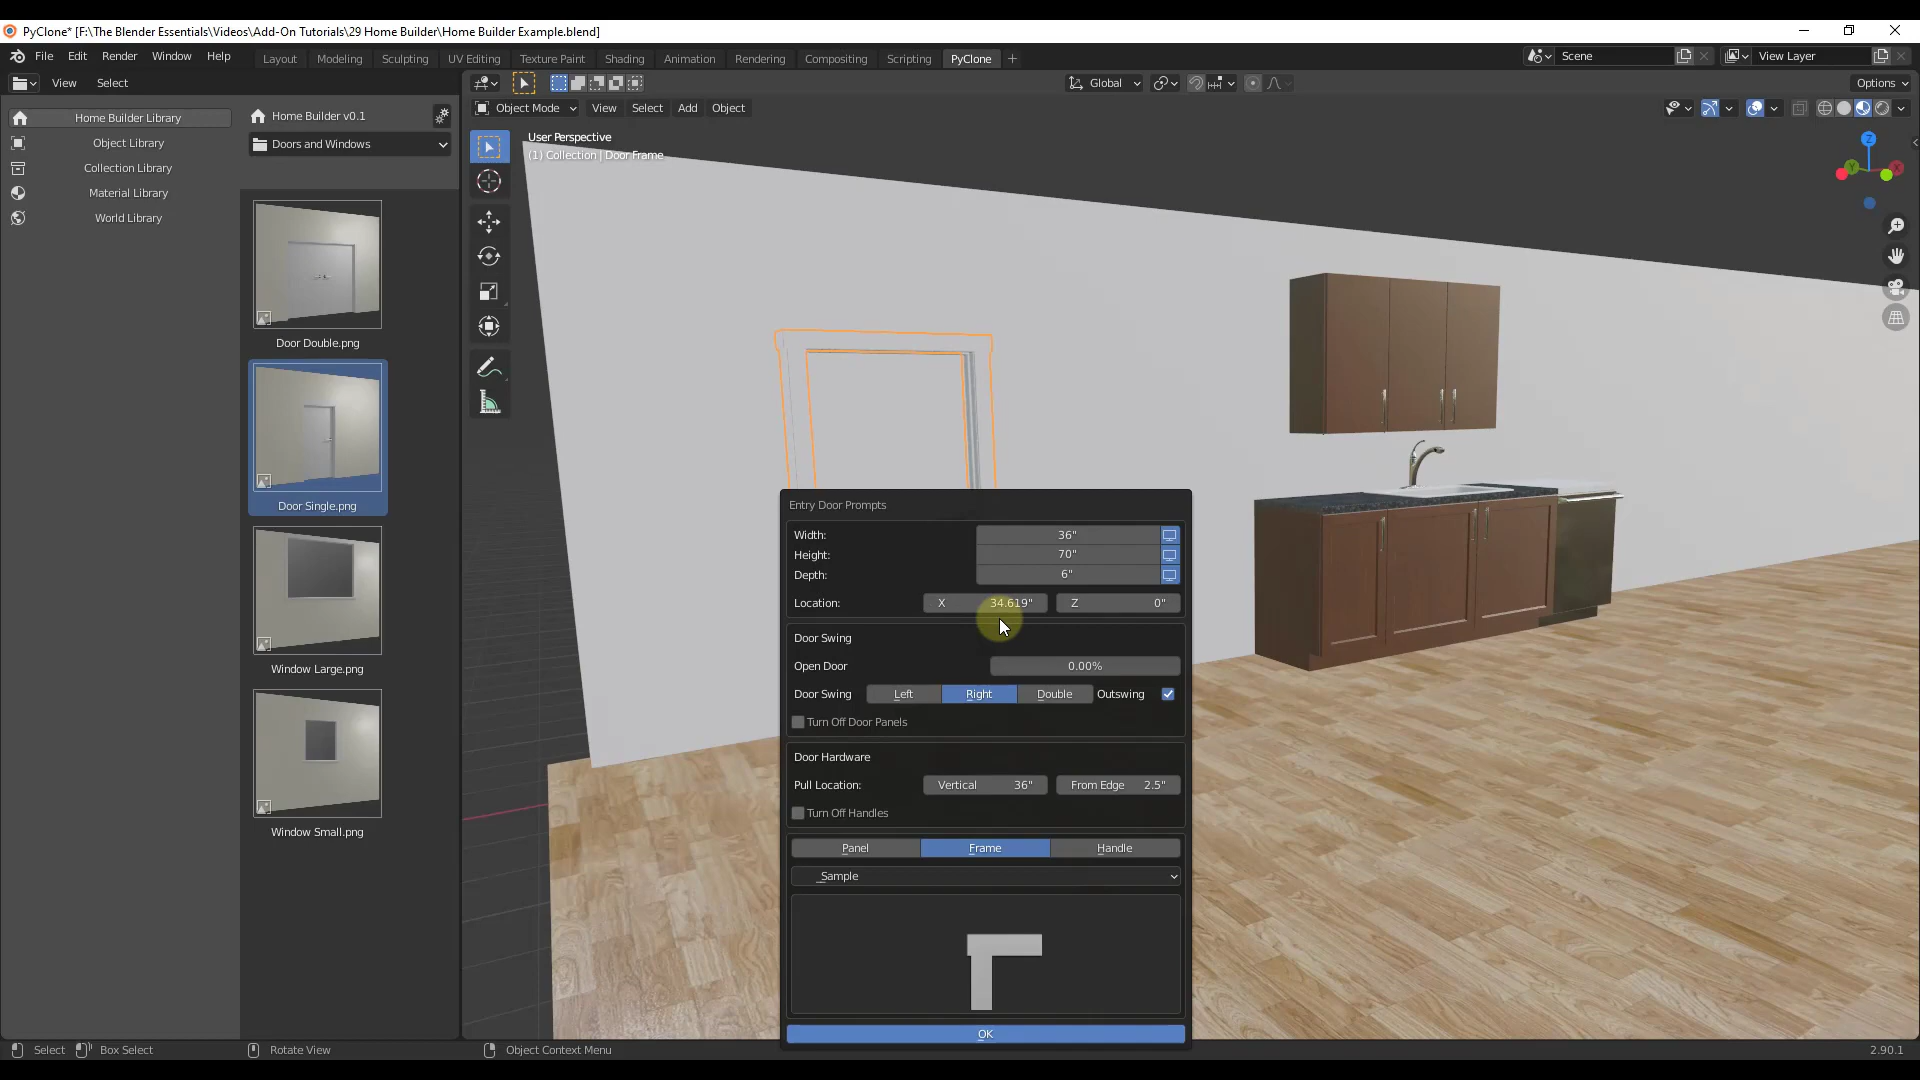 PyClone* [F:\The Blender Essentials\Videos\Add-On Tutorials\29 Home Builder\Home Builder Example.blend]
File Edit Render Window Help
Layout Modeling Sculpting UV Editing Texture Paint Shading Animation Rendering Compositing Scripting PyClone +
Scene
View Layer
View Select
Global
Options
Home Builder Library
Object Library
Collection Library
Material Library
World Library
Home Builder v0.1
Doors and Windows
Door Double.png
Door Single.png
Window Large.png
Window Small.png
Object Mode View Select Add Object
User Perspective
(1) Collection | Door Frame
Z
Y
X
Entry Door Prompts
Width: 36"
Height: 70"
Depth: 6"
Location: X 34.619" Z 0"
Door Swing
Open Door 0.00%
Door Swing Left Right Double Outswing
Turn Off Door Panels
Door Hardware
Pull Location: Vertical 36" From Edge 2.5"
Turn Off Handles
Panel Frame Handle
Sample
OK
Select Box Select Rotate View Object Context Menu 2.90.1